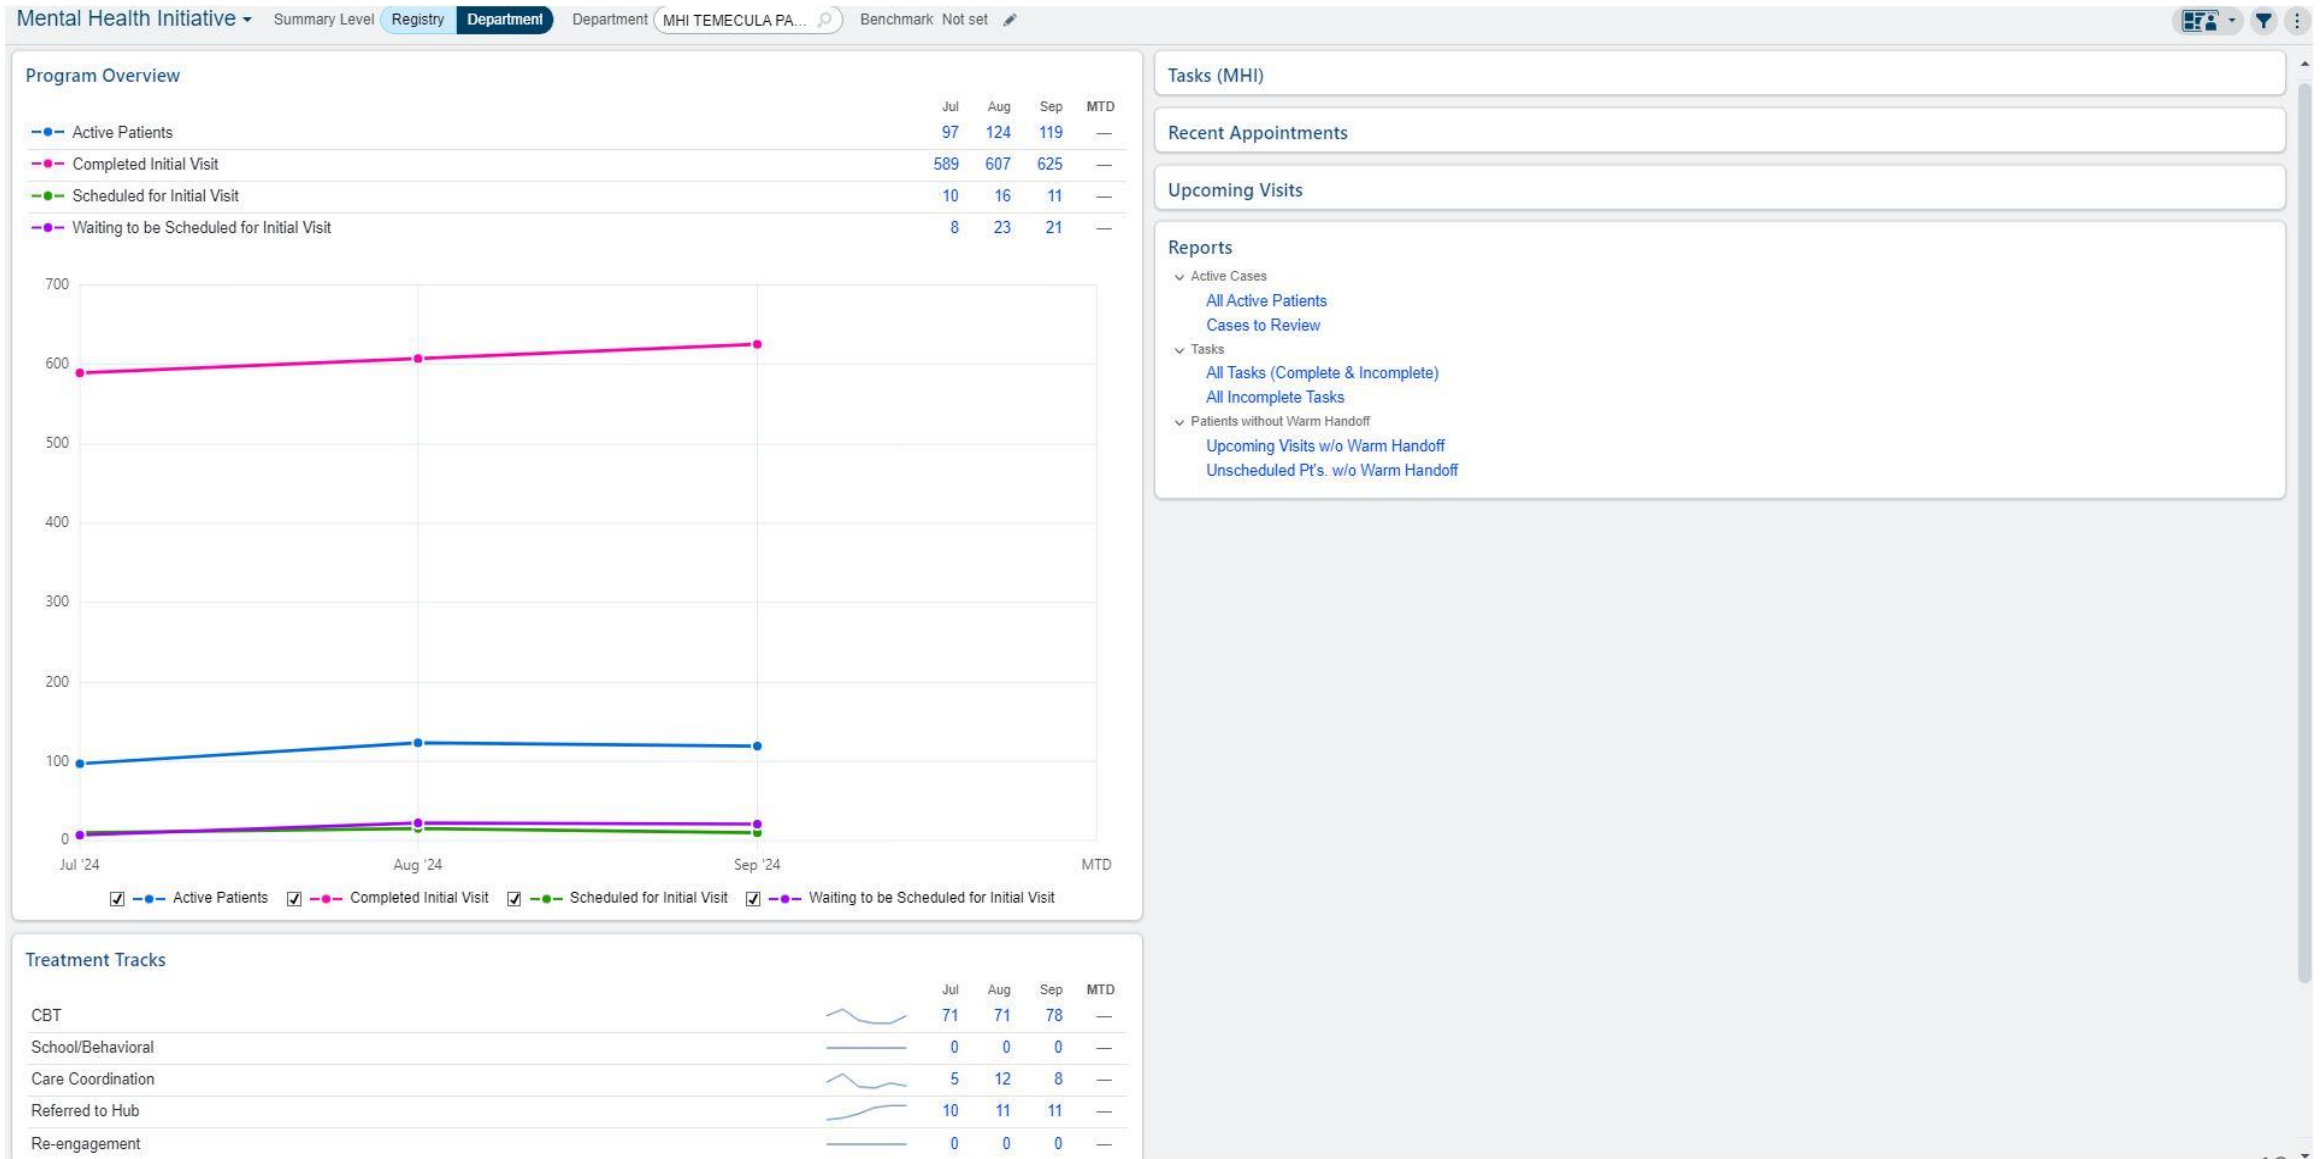 Mental Health Initiative Summary Level Registry Department Department MHI TEMECULA PA... Benchmark Not set
Program Overview
Jul Aug Sep MTD
Active Patients 97 124 119 —
Completed Initial Visit 589 607 625 —
Scheduled for Initial Visit 10 16 11 —
Waiting to be Scheduled for Initial Visit 8 23 21 —
700
600
500
400
300
200
100
0
Jul '24 Aug '24 Sep '24 MTD
Active Patients Completed Initial Visit Scheduled for Initial Visit Waiting to be Scheduled for Initial Visit
Treatment Tracks
Jul Aug Sep MTD
CBT 71 71 78 —
School/Behavioral 0 0 0 —
Care Coordination 5 12 8 —
Referred to Hub 10 11 11 —
Re-engagement 0 0 0 —
Tasks (MHI)
Recent Appointments
Upcoming Visits
Reports
Active Cases
All Active Patients
Cases to Review
Tasks
All Tasks (Complete & Incomplete)
All Incomplete Tasks
Patients without Warm Handoff
Upcoming Visits w/o Warm Handoff
Unscheduled Pt's. w/o Warm Handoff